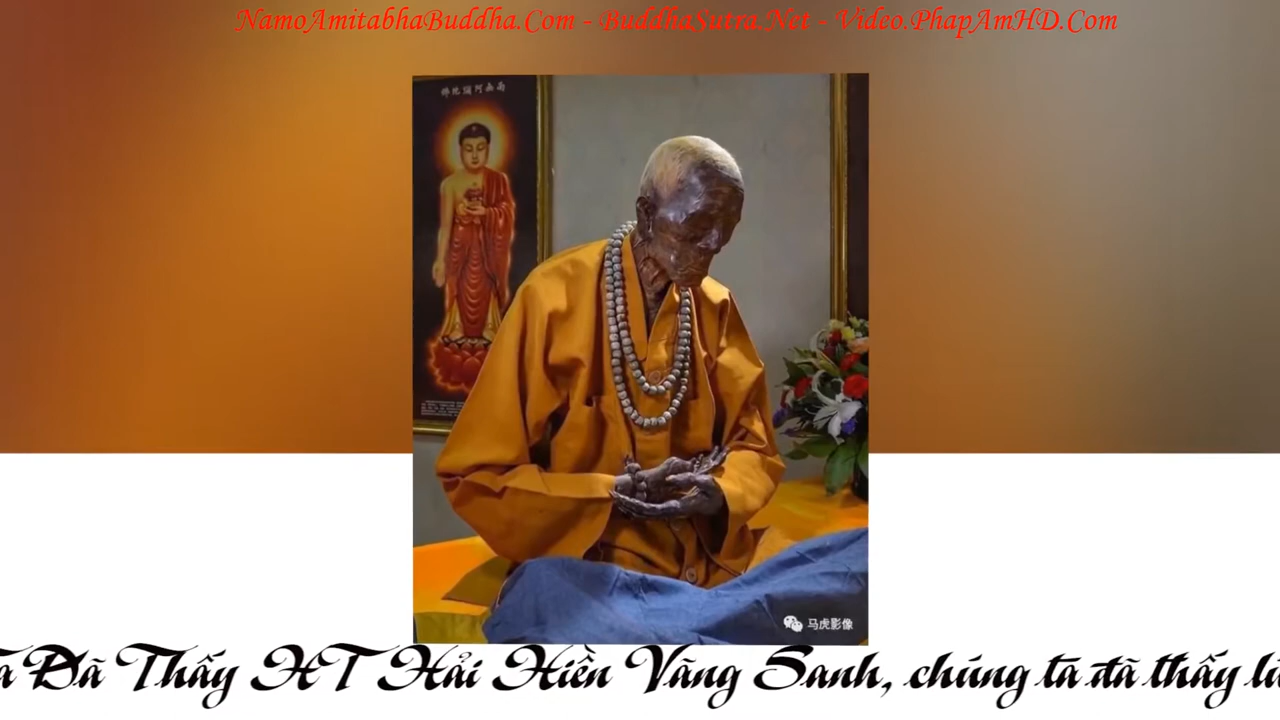 NamoAmitabhaBuddha.Com - BuddhaSutra.Net - Video.PhapAmHD.Com
佛陀彌阿無南
马虎影像
Đã Thấy HT Hải Hiền Vãng Sanh, chúng ta đã thấy